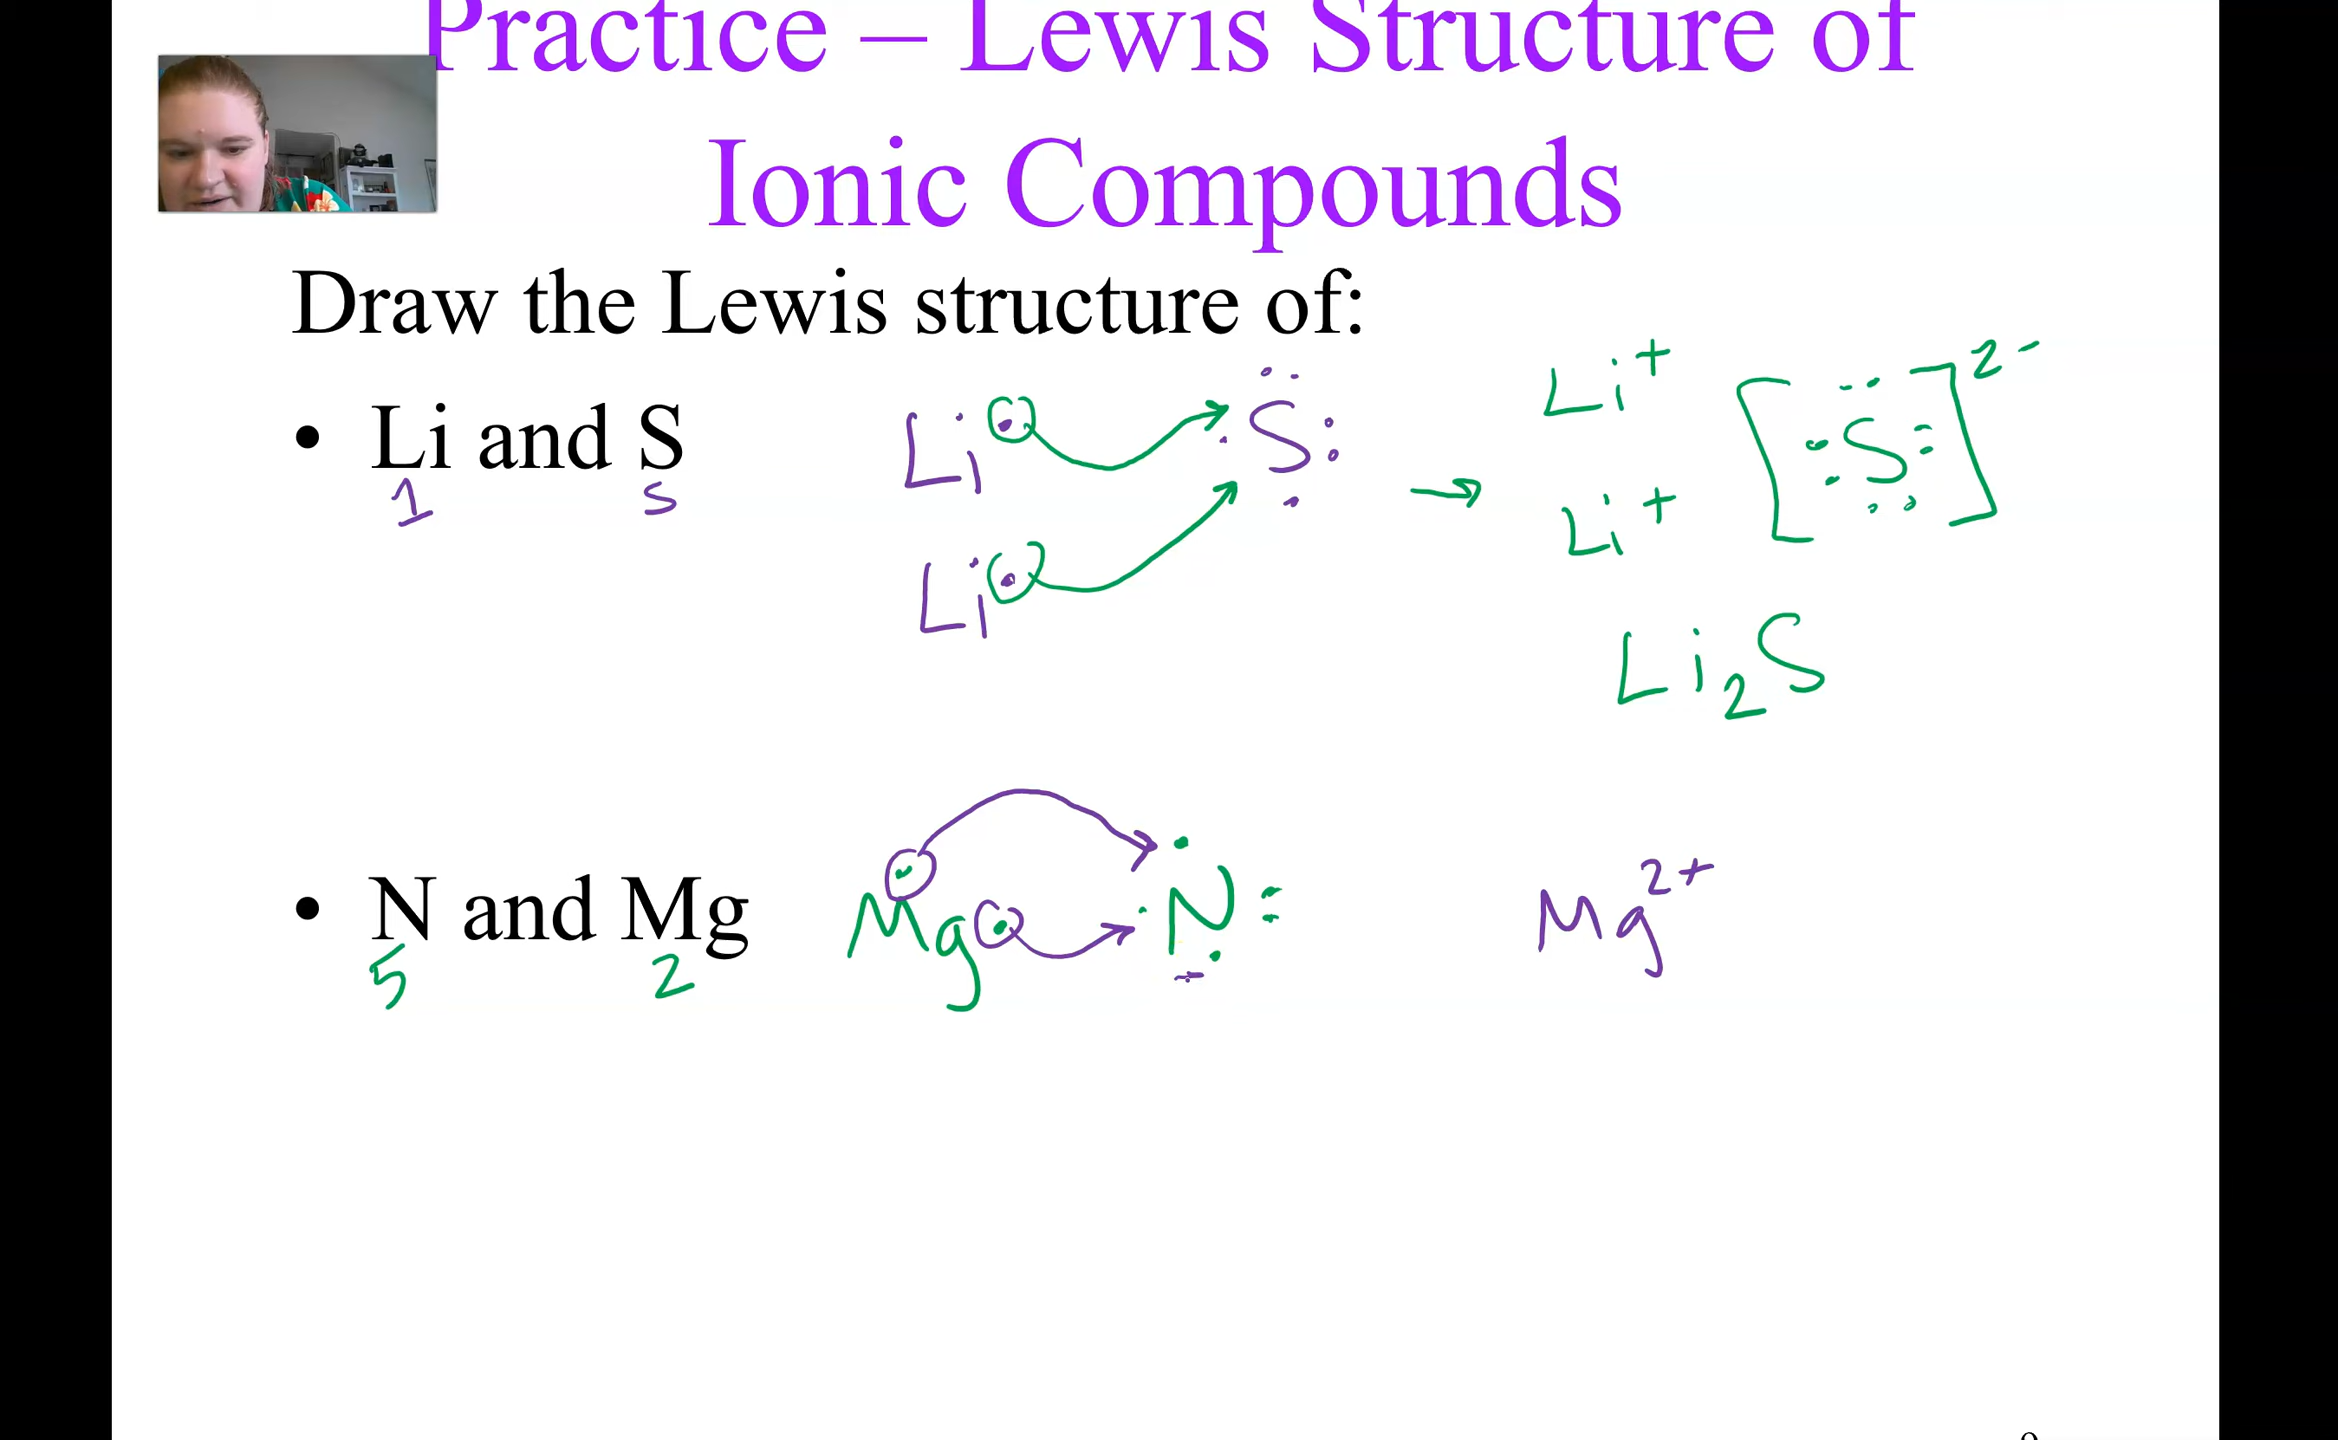 Practice – Lewis Structure of
Ionic Compounds
Draw the Lewis structure of:
• Li and S
1 S
Li S → Li+ [S]2-
Li Li+
Li2S
• N and Mg
5 2
Mg N Mg2+